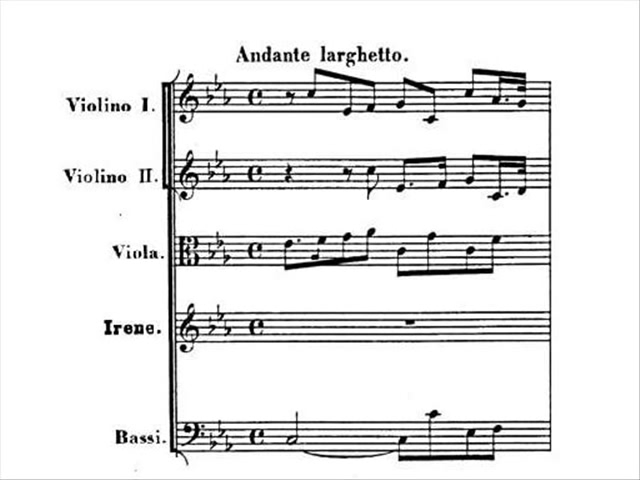 Andante larghetto.
Violino I.
Violino II.
Viola.
Irene.
Bassi.